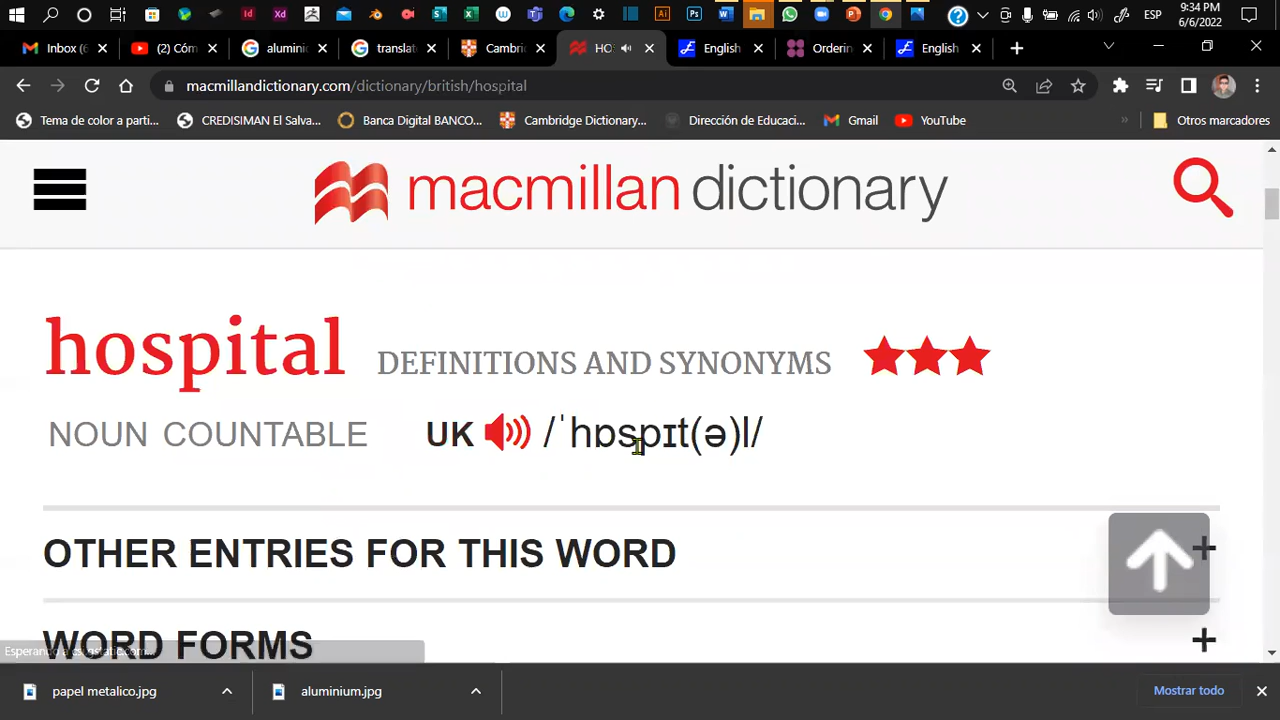 9:34 PM
ESP
6/6/2022
Inbox (6
(2) Cóm
alumini
translat
Cambri
HO
English
Orderin
English
macmillandictionary.com/dictionary/british/hospital
Tema de color a parti...
CREDISIMAN El Salva...
Banca Digital BANCO...
Cambridge Dictionary...
Dirección de Educaci...
Gmail
YouTube
»
Otros marcadores
macmillan dictionary
hospital DEFINITIONS AND SYNONYMS
NOUN COUNTABLE UK /ˈhɒspɪt(ə)l/
OTHER ENTRIES FOR THIS WORD +
WORD FORMS +
papel metalico.jpg
aluminium.jpg
Mostrar todo